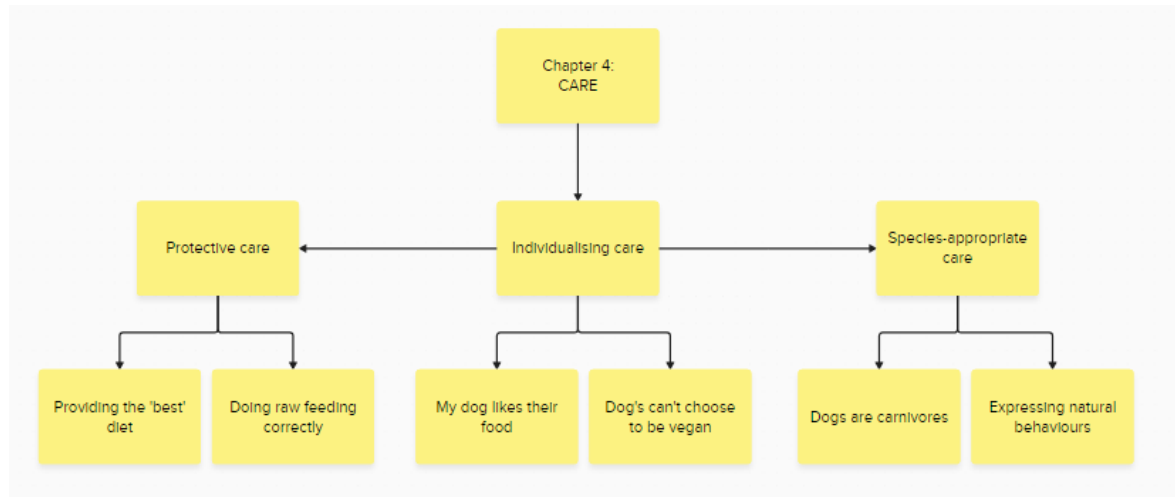 Chapter 4:
CARE
Protective care
Individualising care
Species-appropriate
care
Providing the 'best'
diet
Doing raw feeding
correctly
My dog likes their
food
Dog's can't choose
to be vegan
Dogs are carnivores
Expressing natural
behaviours